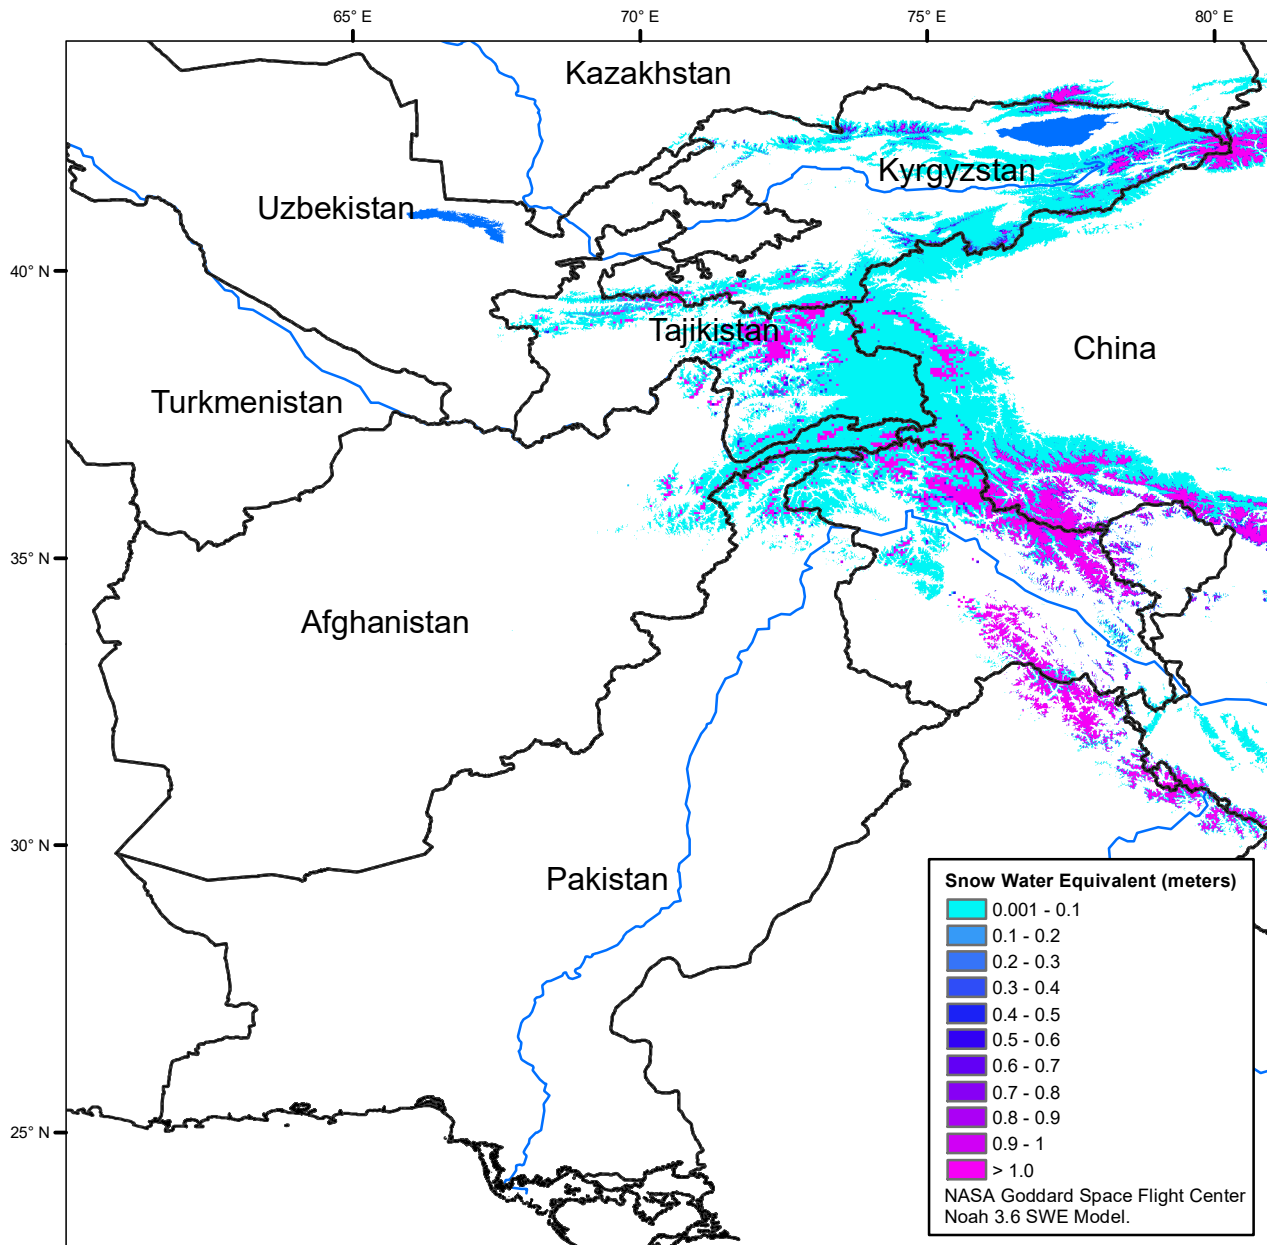 65° E
70° E
75° E
80° E
Kazakhstan
Kyrgyzstan
Uzbekistan
40° N
Tajikistan
China
Turkmenistan
35° N
Afghanistan
30° N
Pakistan
Snow Water Equivalent (meters)
0.001 - 0.1
0.1 - 0.2
0.2 - 0.3
0.3 - 0.4
0.4 - 0.5
0.5 - 0.6
0.6 - 0.7
0.7 - 0.8
0.8 - 0.9
0.9 - 1
> 1.0
NASA Goddard Space Flight Center
Noah 3.6 SWE Model.
25° N